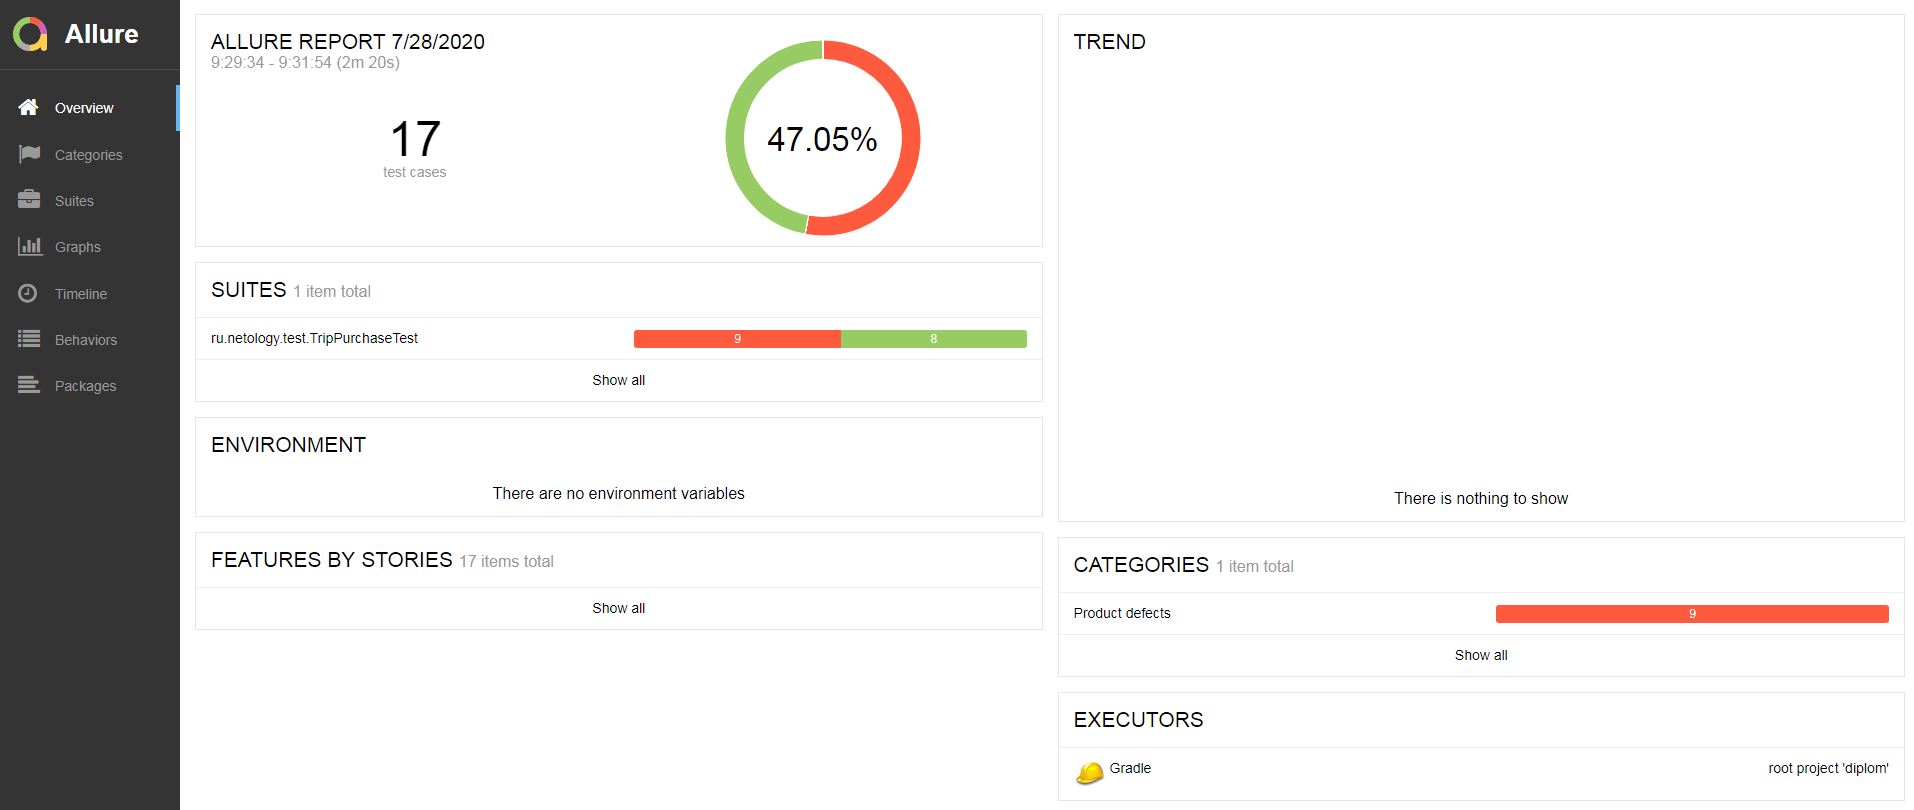 Allure
Overview
Categories
Suites
Graphs
Timeline
Behaviors
Packages
ALLURE REPORT 7/28/2020
9:29:34 - 9:31:54 (2m 20s)
17
test cases
47.05%
SUITES 1 item total
ru.netology.test.TripPurchaseTest 9 8
Show all
ENVIRONMENT
There are no environment variables
FEATURES BY STORIES 17 items total
Show all
TREND
There is nothing to show
CATEGORIES 1 item total
Product defects 9
Show all
EXECUTORS
Gradle root project 'diplom'